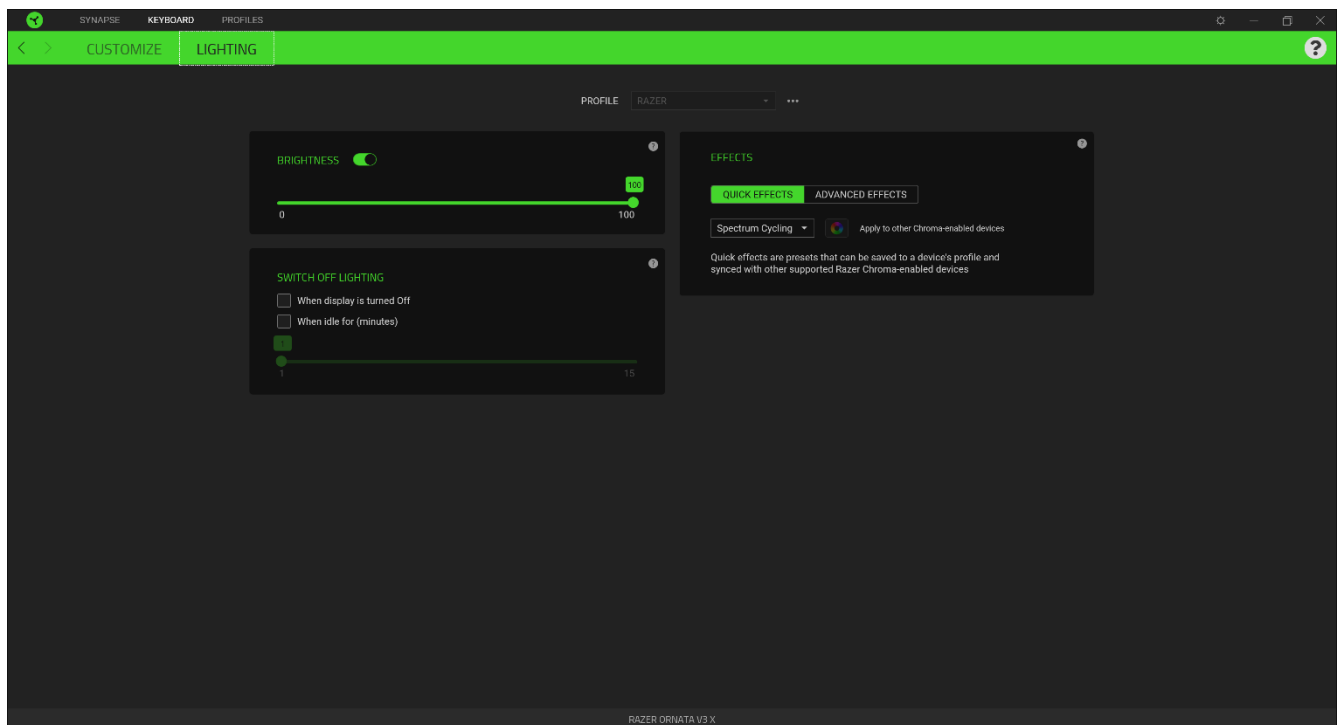 SYNAPSE KEYBOARD PROFILES
CUSTOMIZE LIGHTING ?
PROFILE RAZER
BRIGHTNESS ?
100
0 100
SWITCH OFF LIGHTING ?
When display is turned Off
When idle for (minutes)
1
1 15
EFFECTS ?
QUICK EFFECTS ADVANCED EFFECTS
Spectrum Cycling Apply to other Chroma-enabled devices
Quick effects are presets that can be saved to a device's profile and
synced with other supported Razer Chroma-enabled devices
RAZER ORNATA V3 X